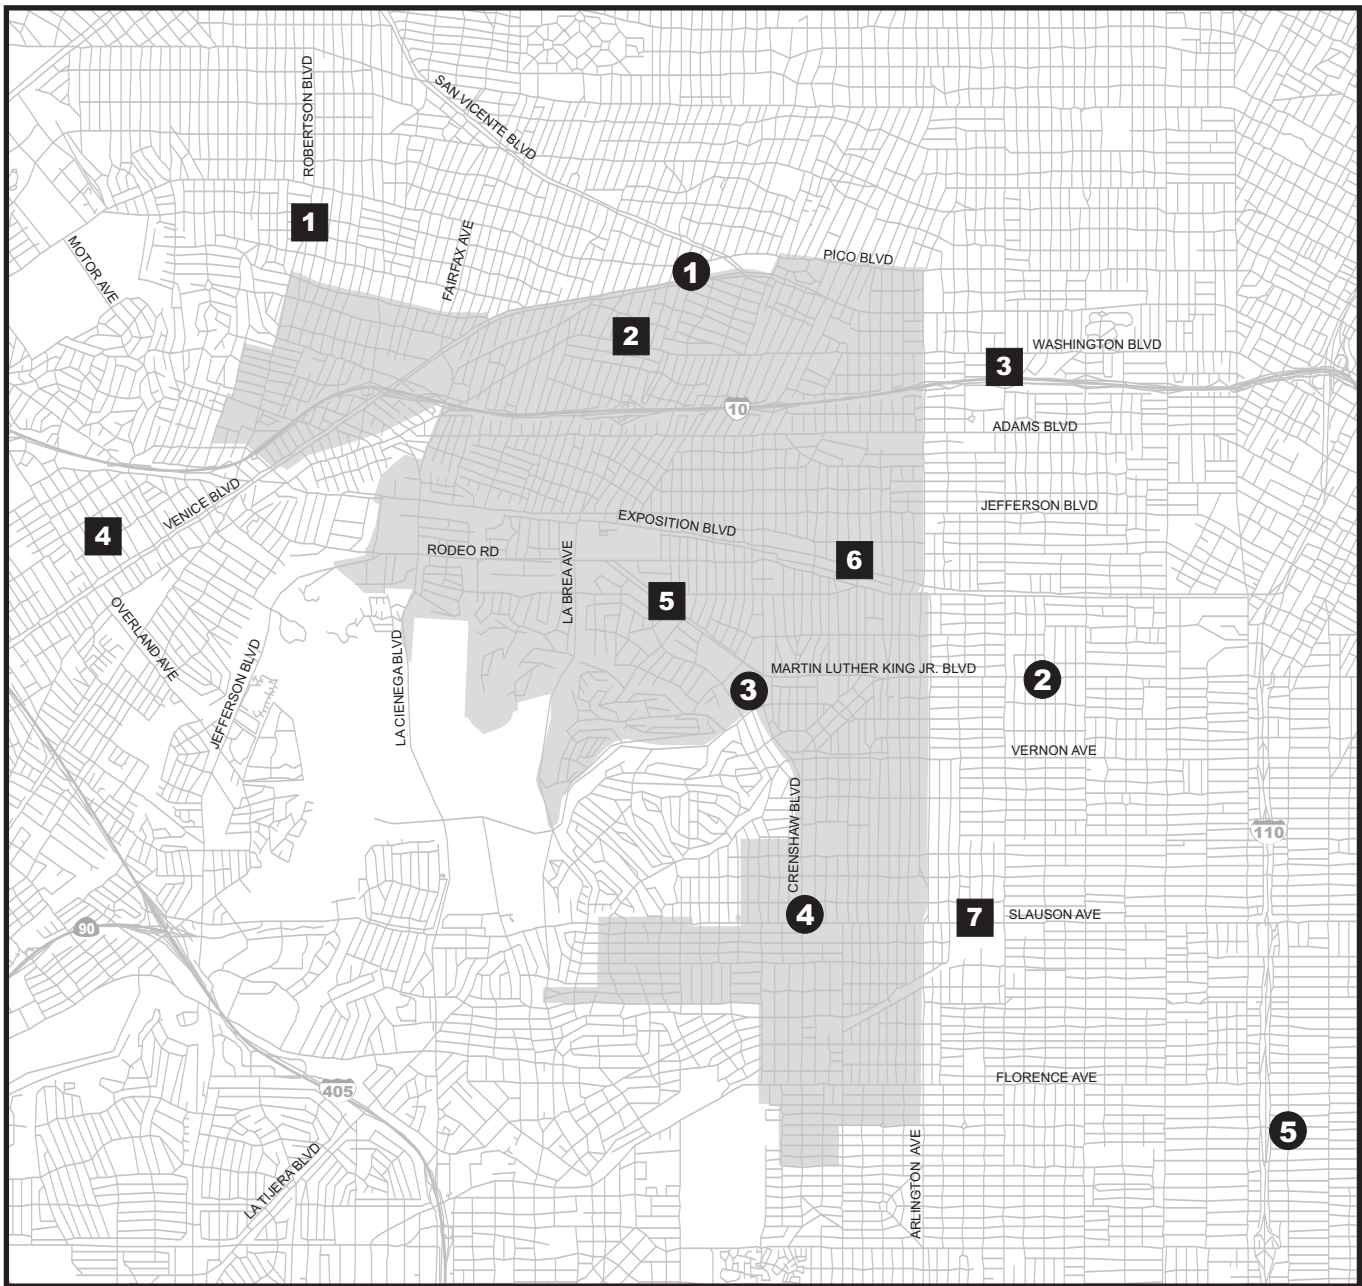 ROBERTSON BLVD
SAN VICENTE BLVD
1
MOTOR AVE
FAIRFAX AVE
PICO BLVD
1
2
WASHINGTON BLVD
3
10
ADAMS BLVD
VENICE BLVD
JEFFERSON BLVD
4
EXPOSITION BLVD
RODEO RD
LA BREA AVE
6
5
OVERLAND AVE
JEFFERSON BLVD
LA CIENEGA BLVD
MARTIN LUTHER KING JR. BLVD
2
3
VERNON AVE
CRENSHAW BLVD
110
4
7
SLAUSON AVE
90
FLORENCE AVE
405
5
LA TIJERA BLVD
ARLINGTON AVE